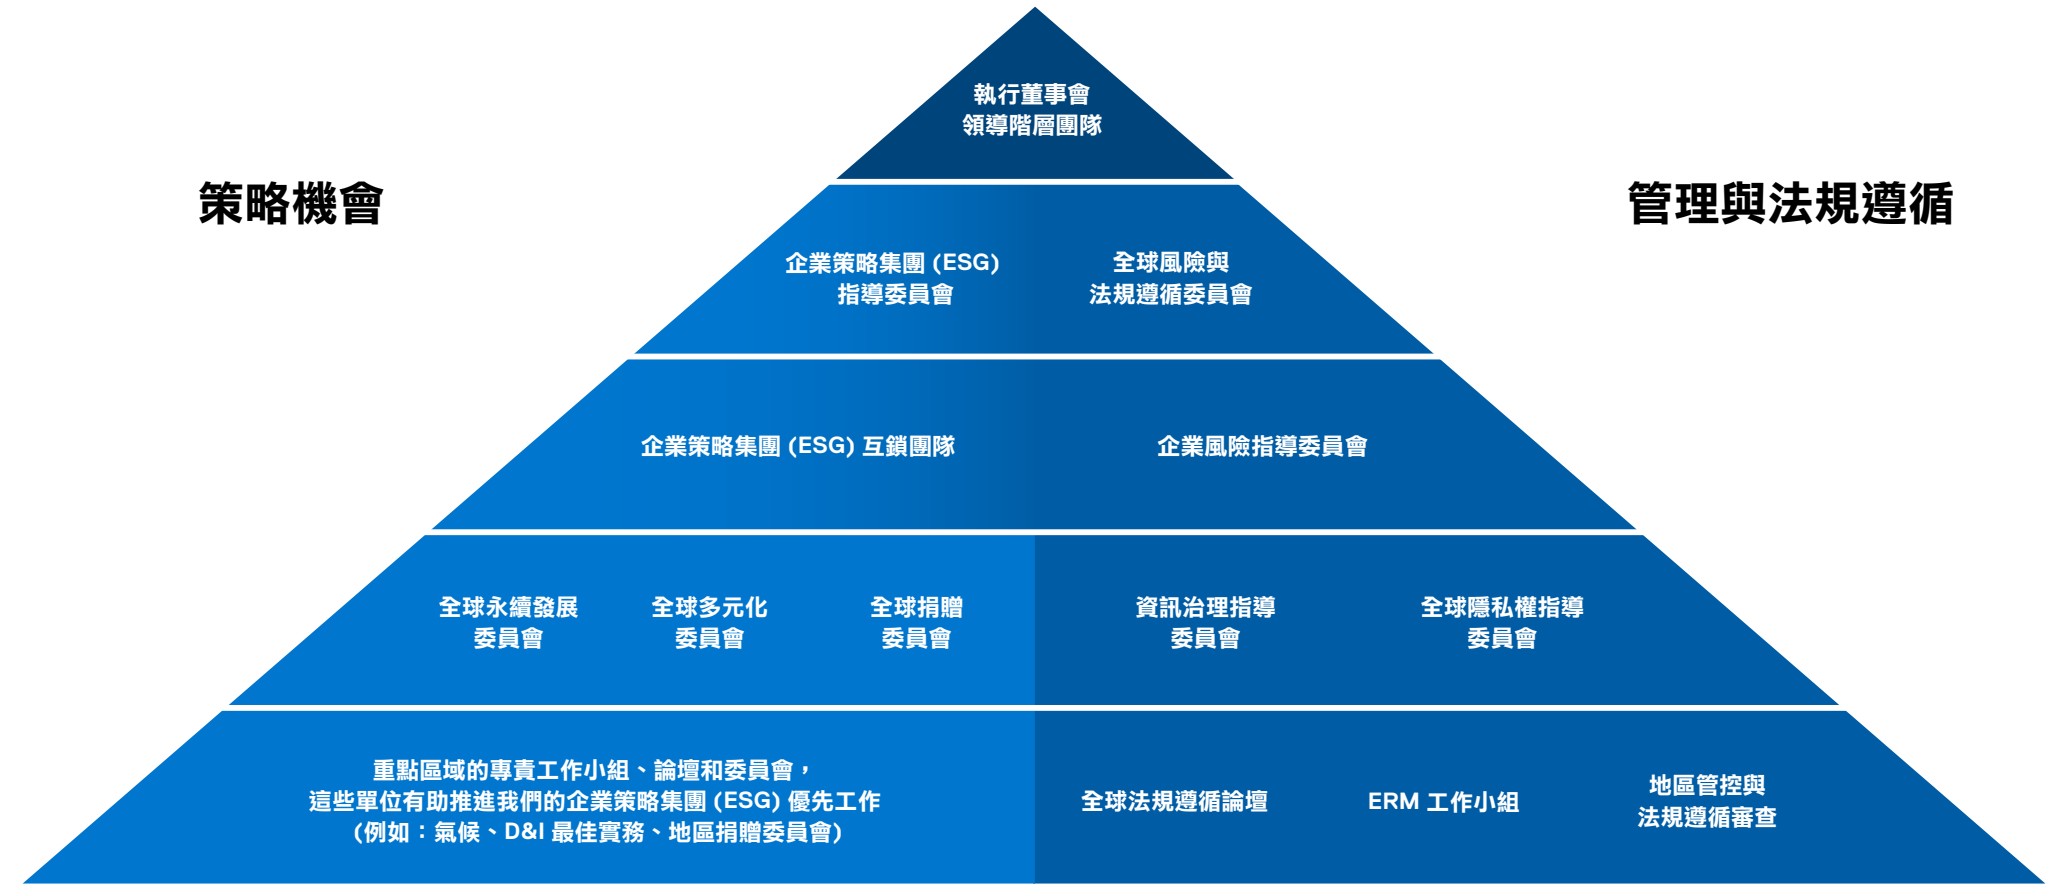 執行董事會
領導階層團隊
策略機會
管理與法規遵循
企業策略集團 (ESG)
指導委員會
全球風險與
法規遵循委員會
企業策略集團 (ESG) 互鎖團隊
企業風險指導委員會
全球永續發展
委員會
全球多元化
委員會
全球捐贈
委員會
資訊治理指導
委員會
全球隱私權指導
委員會
重點區域的專責工作小組、論壇和委員會，
這些單位有助推進我們的企業策略集團 (ESG) 優先工作
(例如：氣候、D&I 最佳實務、地區捐贈委員會)
全球法規遵循論壇
ERM 工作小組
地區管控與
法規遵循審查